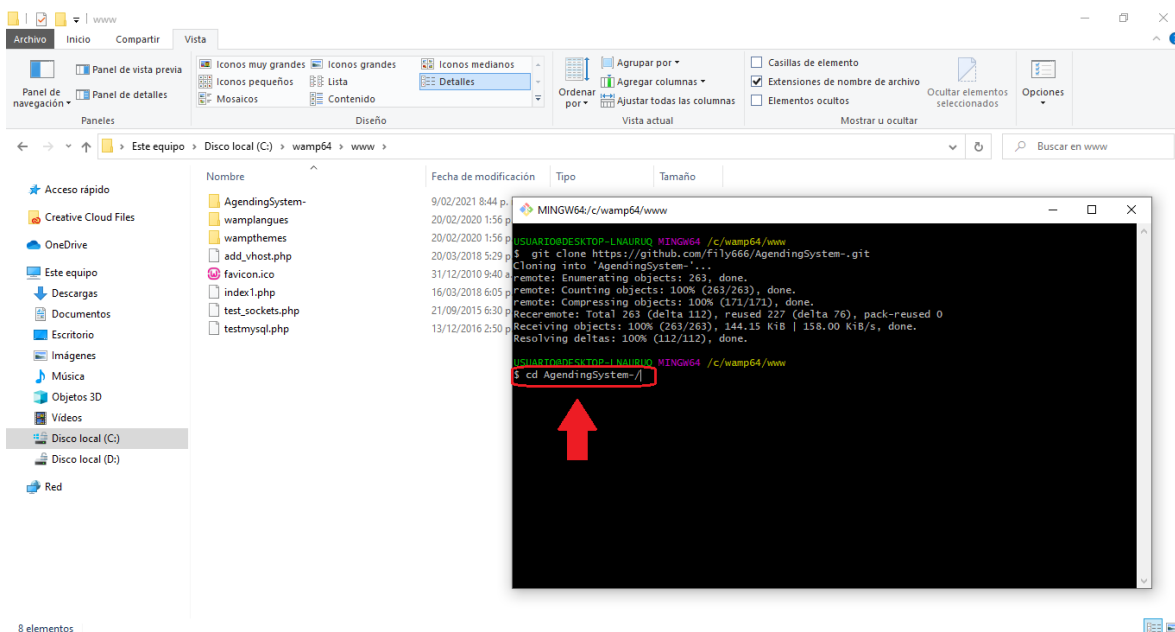 www
Archivo Inicio Compartir Vista
Panel de navegación
Panel de vista previa
Panel de detalles
Paneles
Iconos muy grandes Iconos grandes Iconos medianos
Iconos pequeños Lista Detalles
Mosaicos Contenido
Diseño
Ordenar por
Agrupar por
Agregar columnas
Ajustar todas las columnas
Vista actual
Casillas de elemento
Extensiones de nombre de archivo
Elementos ocultos
Ocultar elementos seleccionados
Mostrar u ocultar
Opciones
Este equipo > Disco local (C:) > wamp64 > www >
Buscar en www
Acceso rápido
Creative Cloud Files
OneDrive
Este equipo
Descargas
Documentos
Escritorio
Imágenes
Música
Objetos 3D
Vídeos
Disco local (C:)
Disco local (D:)
Red
Nombre Fecha de modificación Tipo Tamaño
AgendingSystem- 9/02/2021 8:44 p.
wamplangues 20/02/2020 1:56 p
wampthemes 20/02/2020 1:56 p
add_vhost.php 20/03/2018 5:29 p
favicon.ico 31/12/2010 9:40 a.
index1.php 16/03/2018 6:05 p
test_sockets.php 21/09/2015 6:30 p
testmysql.php 13/12/2016 2:50 p
MINGW64:/c/wamp64/www
USUARIO@DESKTOP-LNAURUQ MINGW64 /c/wamp64/www
$ git clone https://github.com/fily666/AgendingSystem-.git
Cloning into 'AgendingSystem-'...
remote: Enumerating objects: 263, done.
remote: Counting objects: 100% (263/263), done.
remote: Compressing objects: 100% (171/171), done.
Receremote: Total 263 (delta 112), reused 227 (delta 76), pack-reused 0
Receiving objects: 100% (263/263), 144.15 KiB | 158.00 KiB/s, done.
Resolving deltas: 100% (112/112), done.
USUARIO@DESKTOP-LNAURUQ MINGW64 /c/wamp64/www
$ cd AgendingSystem-/
8 elementos